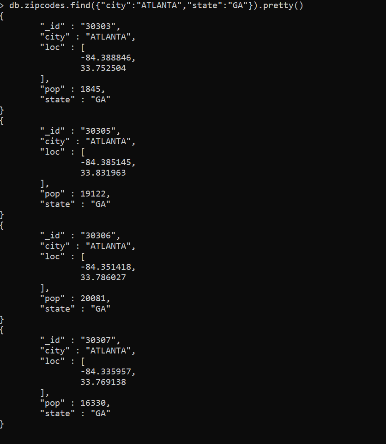 > db.zipcodes.find({"city":"ATLANTA","state":"GA"}).pretty()
{
        "_id" : "30303",
        "city" : "ATLANTA",
        "loc" : [
                -84.388846,
                33.752504
        ],
        "pop" : 1845,
        "state" : "GA"
}
{
        "_id" : "30305",
        "city" : "ATLANTA",
        "loc" : [
                -84.385145,
                33.831963
        ],
        "pop" : 19122,
        "state" : "GA"
}
{
        "_id" : "30306",
        "city" : "ATLANTA",
        "loc" : [
                -84.351418,
                33.786027
        ],
        "pop" : 20081,
        "state" : "GA"
}
{
        "_id" : "30307",
        "city" : "ATLANTA",
        "loc" : [
                -84.335957,
                33.769138
        ],
        "pop" : 16330,
        "state" : "GA"
}